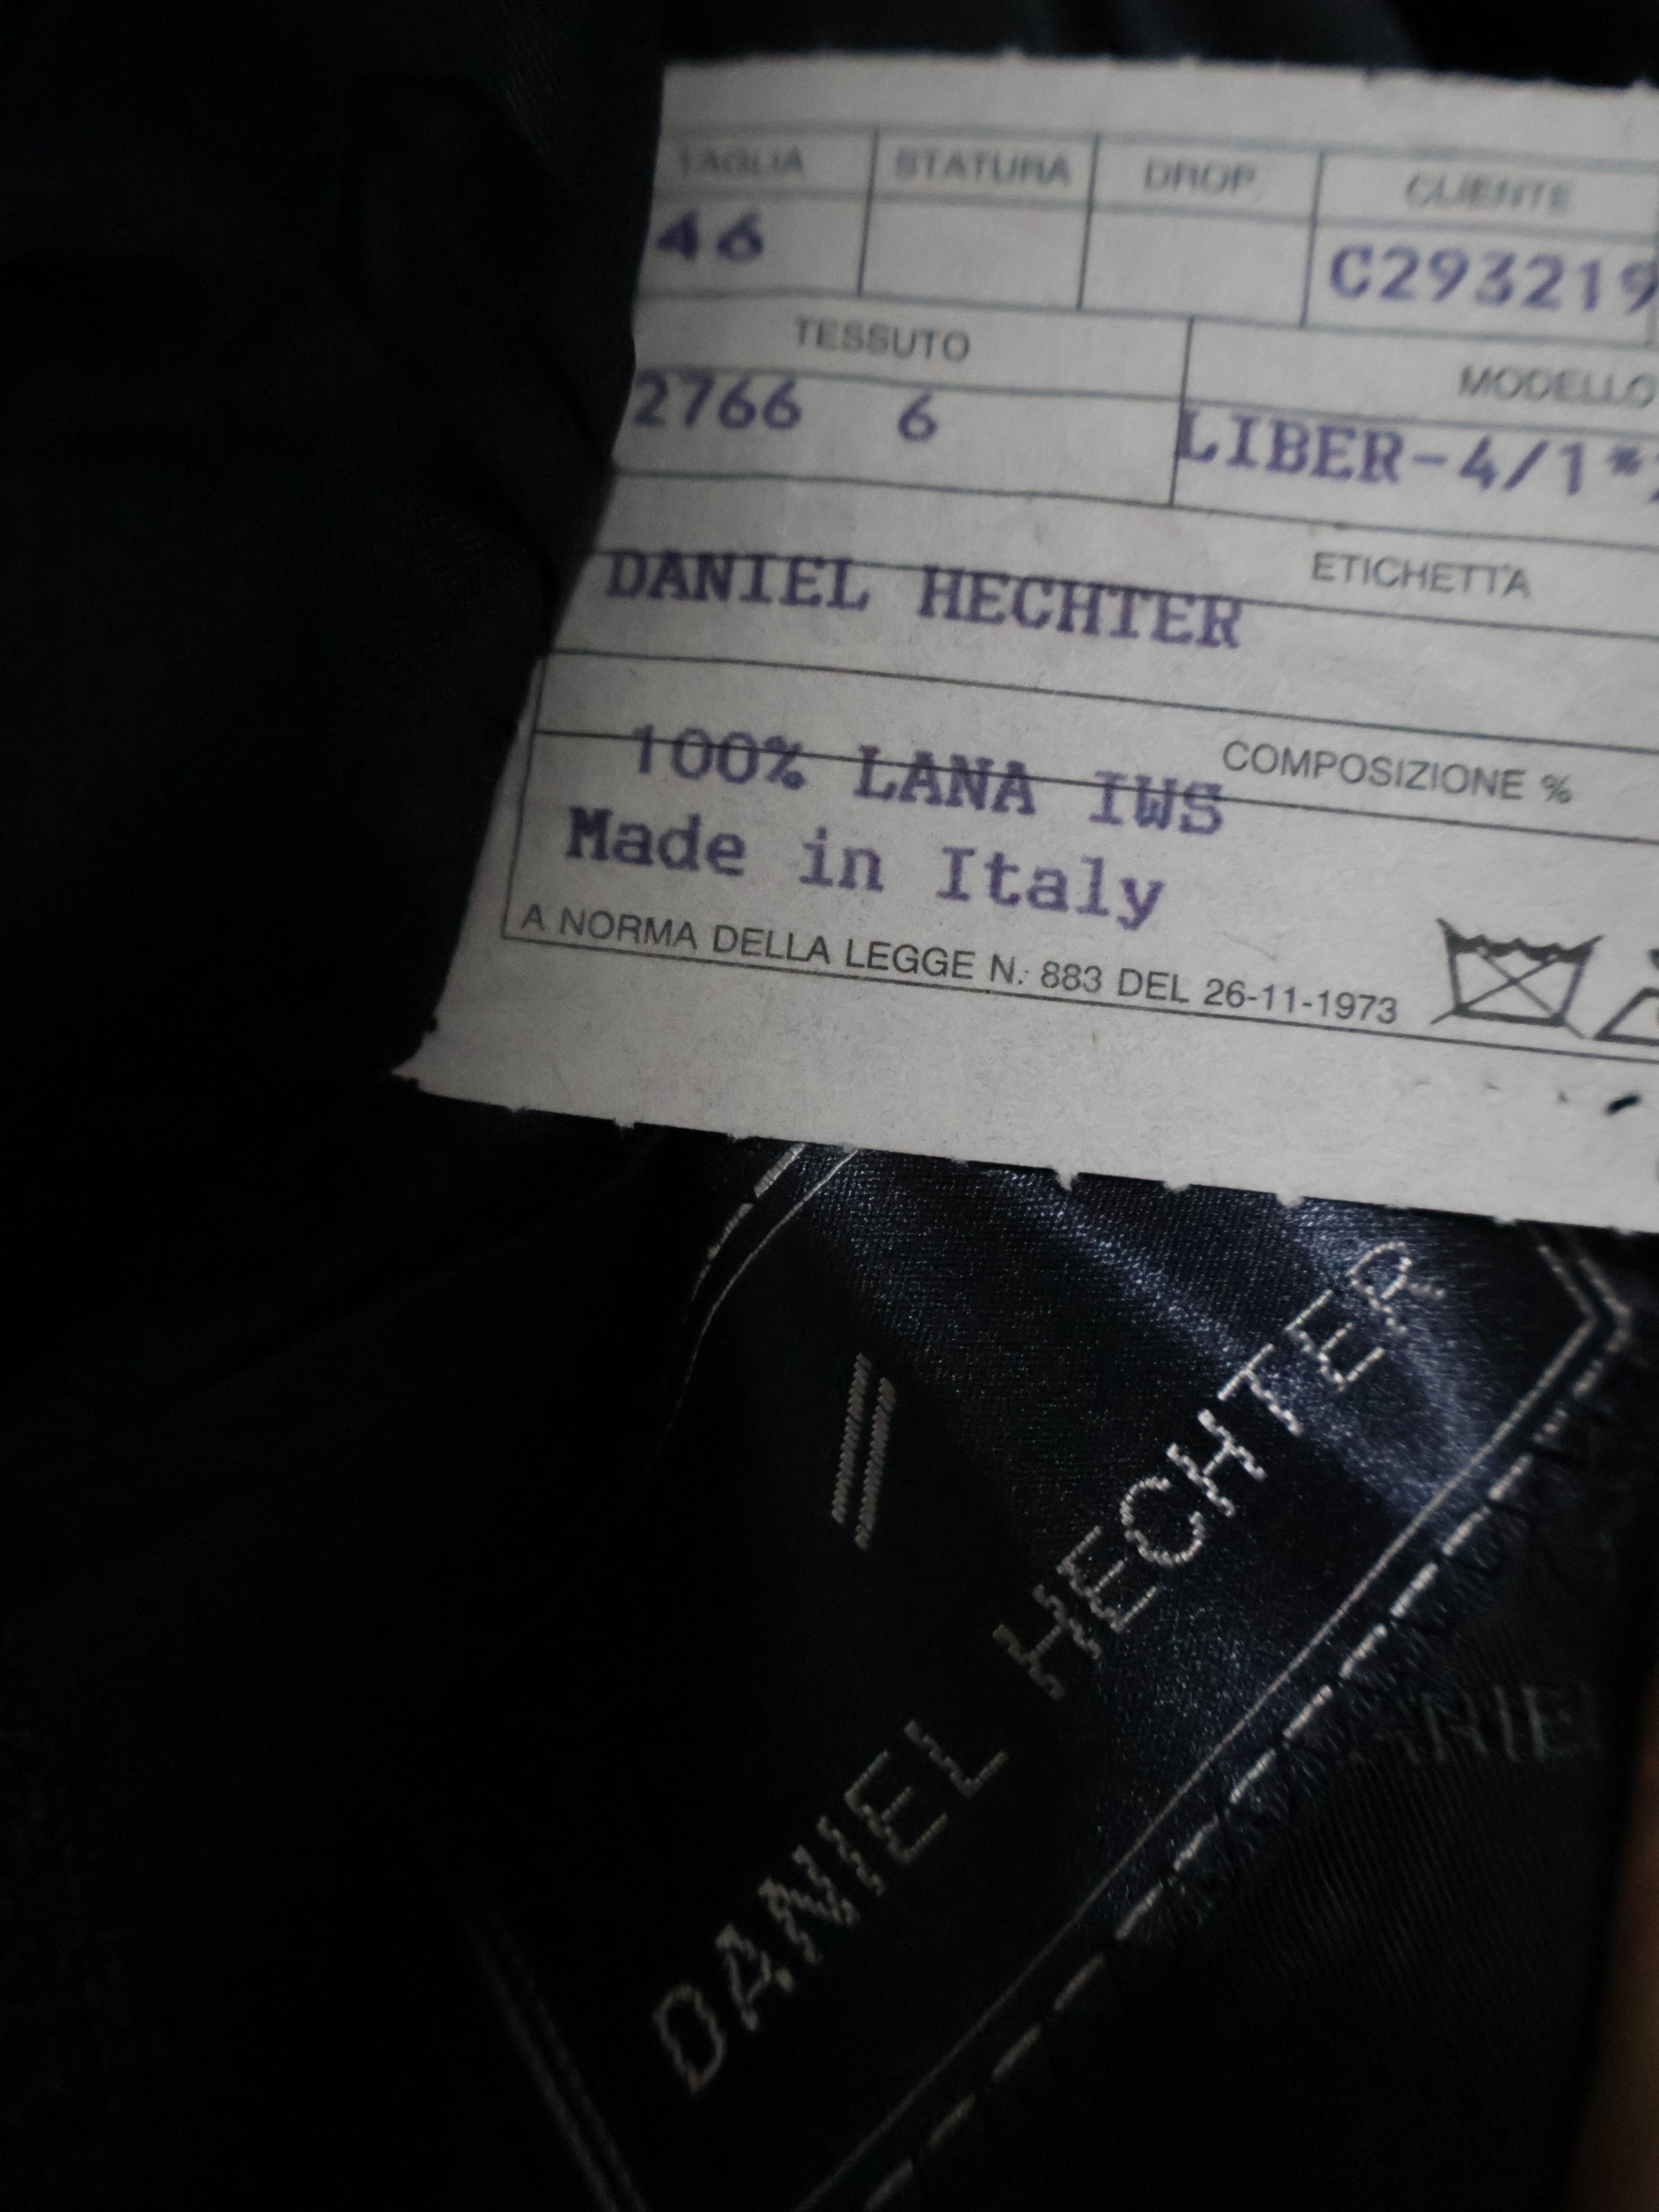 TAGLIA STATURA DROP CLIENTE
46 C293219
TESSUTO MODELLO
2766 6 LIBER-4/1*
ETICHETTA
DANIEL HECHTER
COMPOSIZIONE %
100% LANA IWS
Made in Italy
A NORMA DELLA LEGGE N. 883 DEL 26-11-1973
DANIEL HECHTER